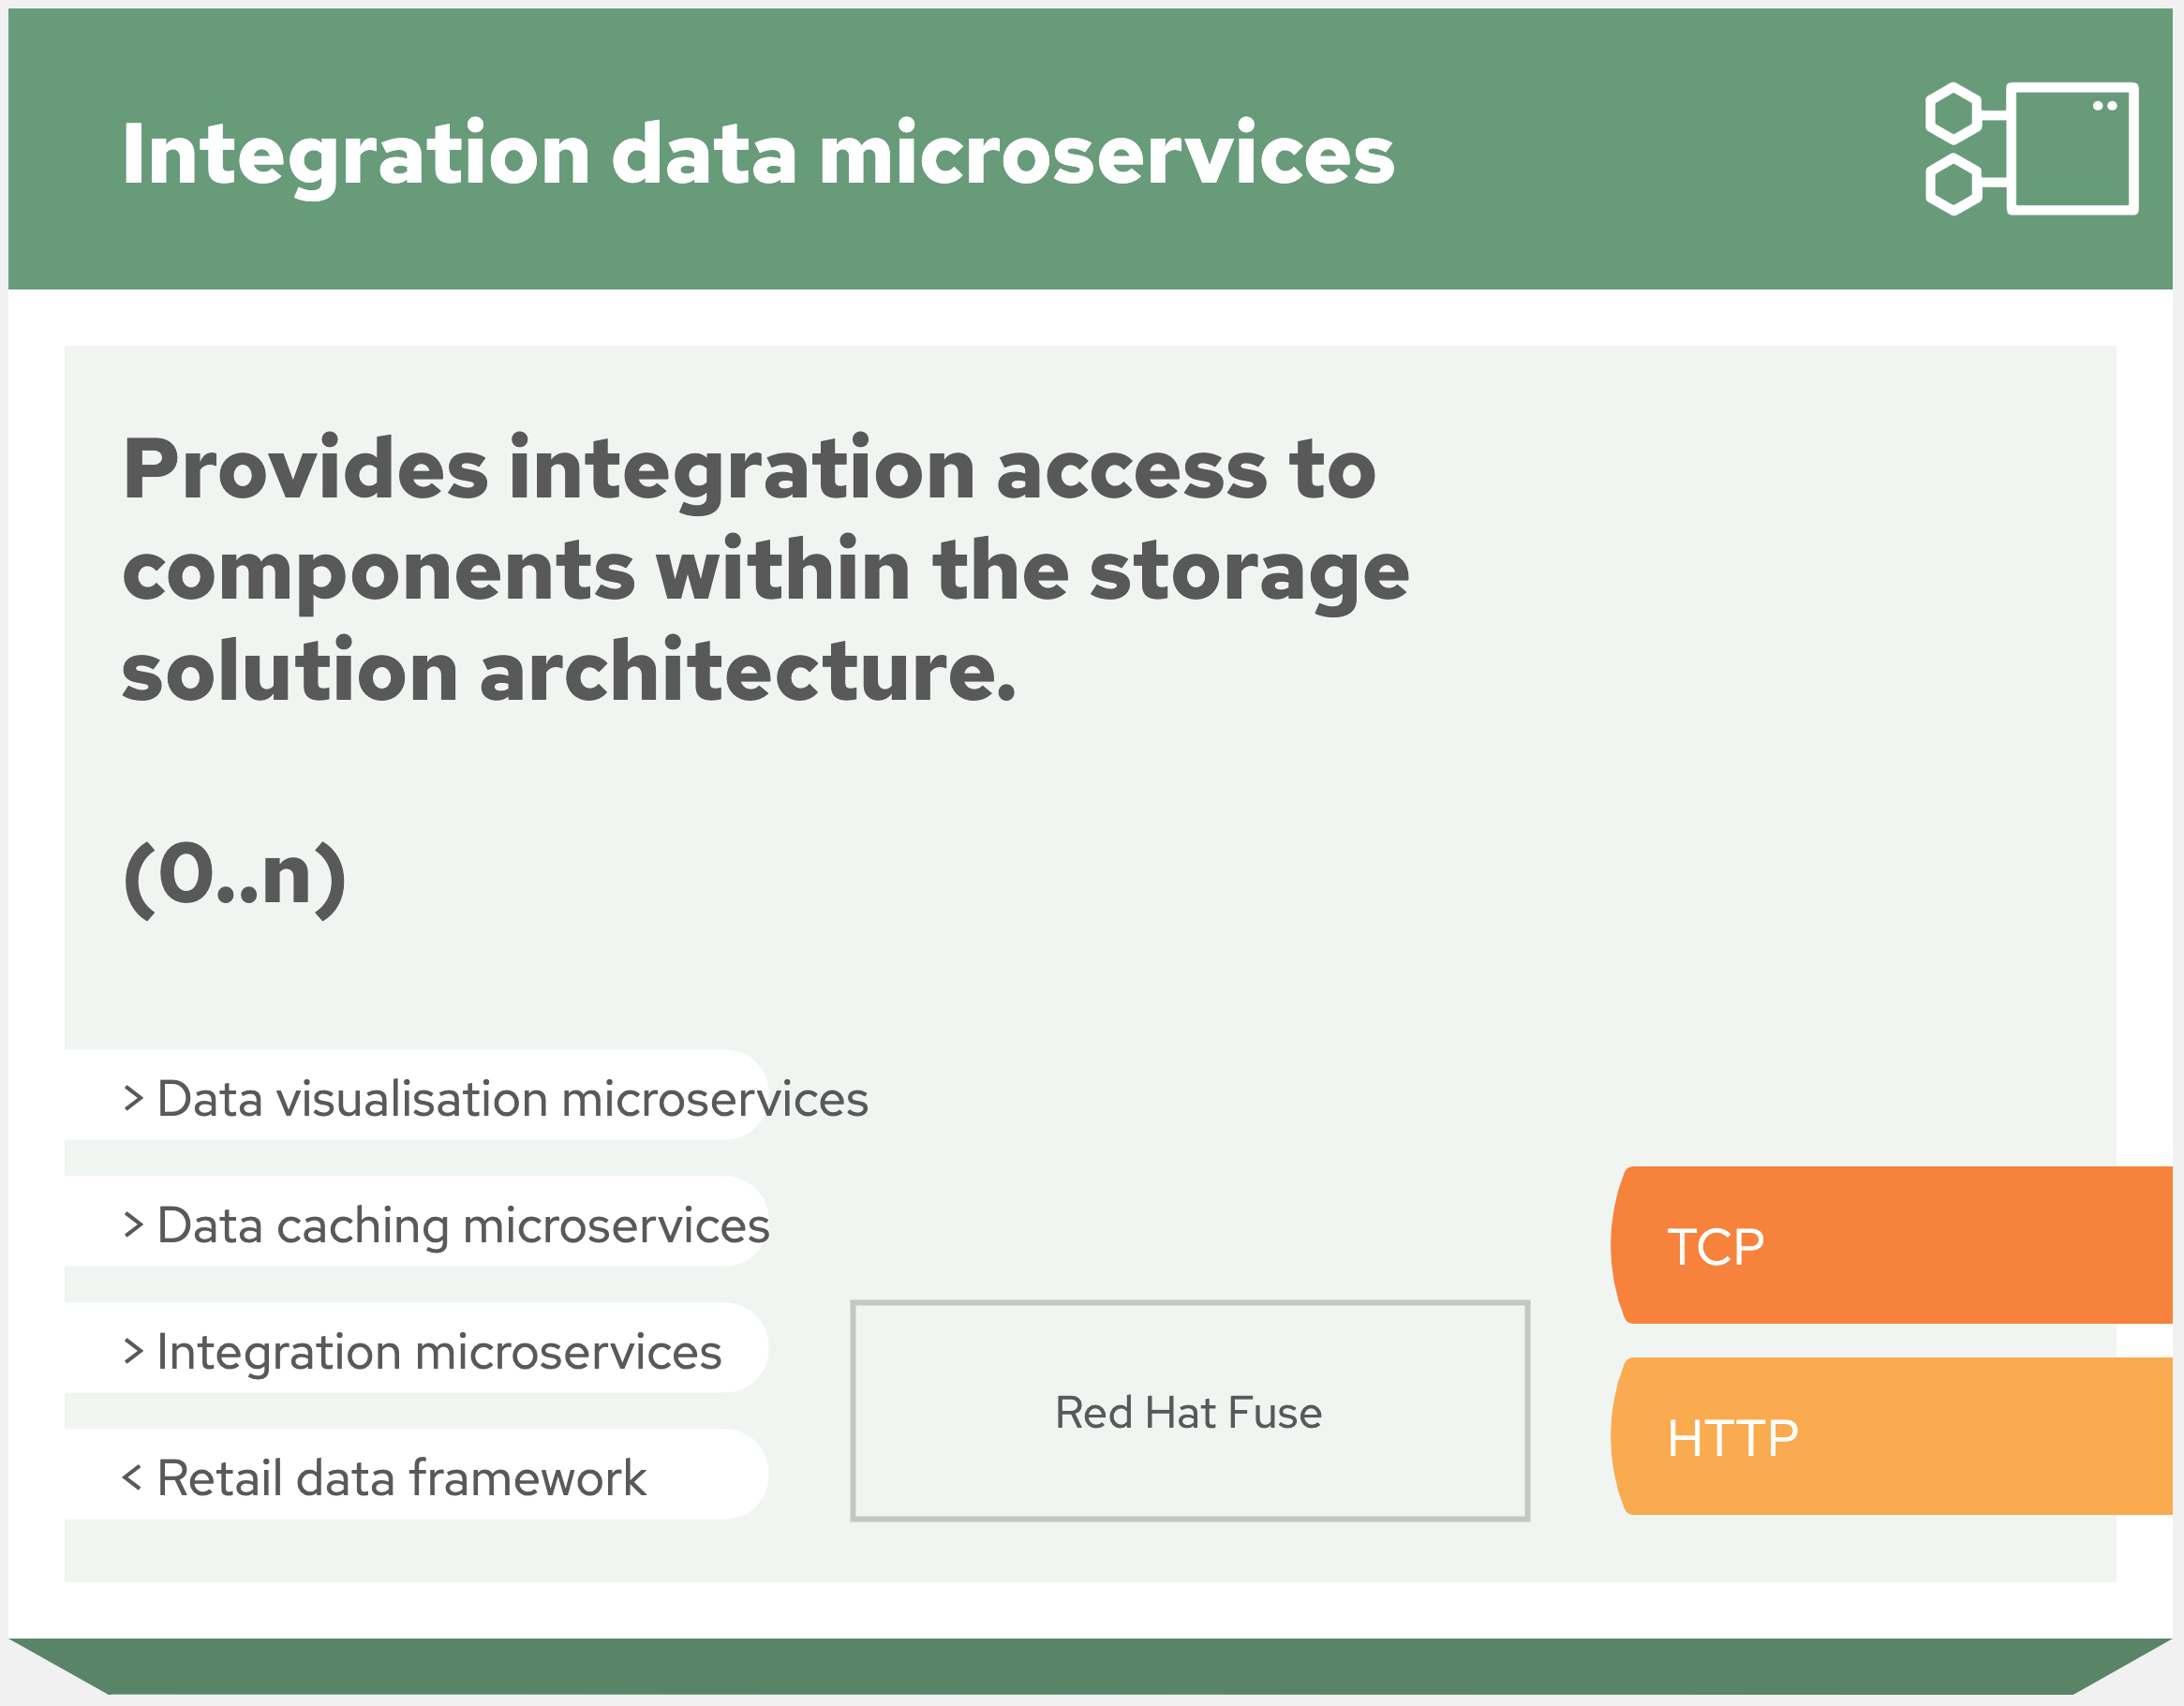 Integration data microservices
Provides integration access to
components within the storage
solution architecture.
(0..n)
> Data visualisation microservices
> Data caching microservices
> Integration microservices
< Retail data framework
Red Hat Fuse
TCP
HTTP